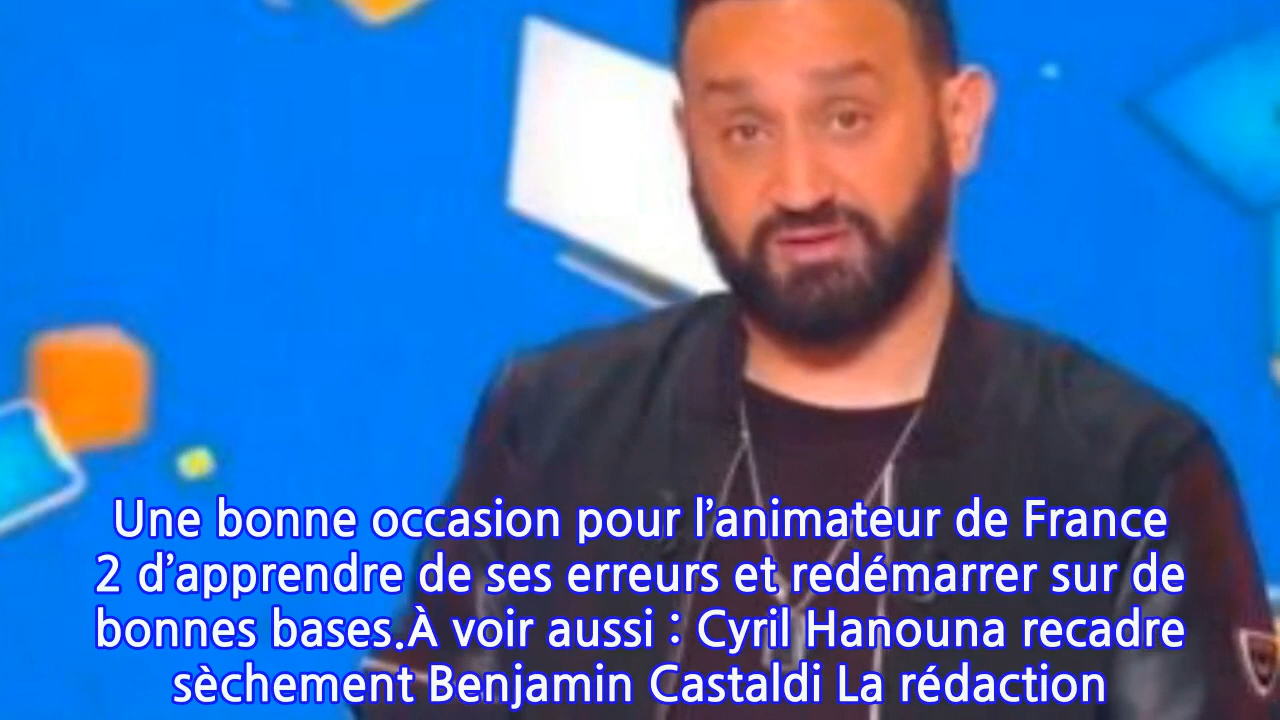 Une bonne occasion pour l’animateur de France
2 d’apprendre de ses erreurs et redémarrer sur de
bonnes bases.À voir aussi : Cyril Hanouna recadre
sèchement Benjamin Castaldi La rédaction